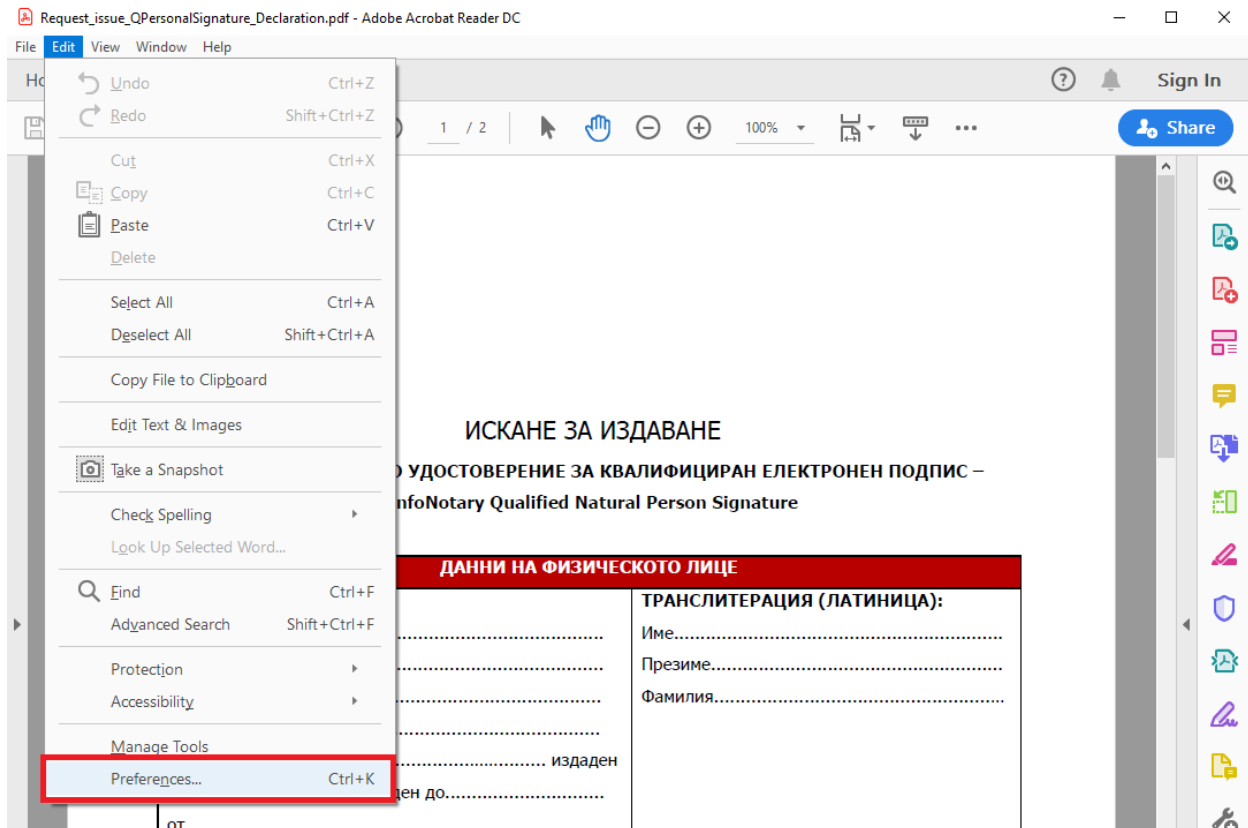 Request_issue_QPersonalSignature_Declaration.pdf - Adobe Acrobat Reader DC
File Edit View Window Help
Sign In
1 / 2 100%
Share
Undo Ctrl+Z
Redo Shift+Ctrl+Z
Cut Ctrl+X
Copy Ctrl+C
Paste Ctrl+V
Delete
Select All Ctrl+A
Deselect All Shift+Ctrl+A
Copy File to Clipboard
Edit Text & Images
Take a Snapshot
Check Spelling
Look Up Selected Word...
Find Ctrl+F
Advanced Search Shift+Ctrl+F
Protection
Accessibility
Manage Tools
Preferences... Ctrl+K
ИСКАНЕ ЗА ИЗДАВАНЕ
УДОСТОВЕРЕНИЕ ЗА КВАЛИФИЦИРАН ЕЛЕКТРОНЕН ПОДПИС –
nfoNotary Qualified Natural Person Signature
ДАННИ НА ФИЗИЧЕСКОТО ЛИЦЕ
ТРАНСЛИТЕРАЦИЯ (ЛАТИНИЦА):
Име.............................................................
Презиме......................................................
Фамилия......................................................
издаден
ден до.............................
от